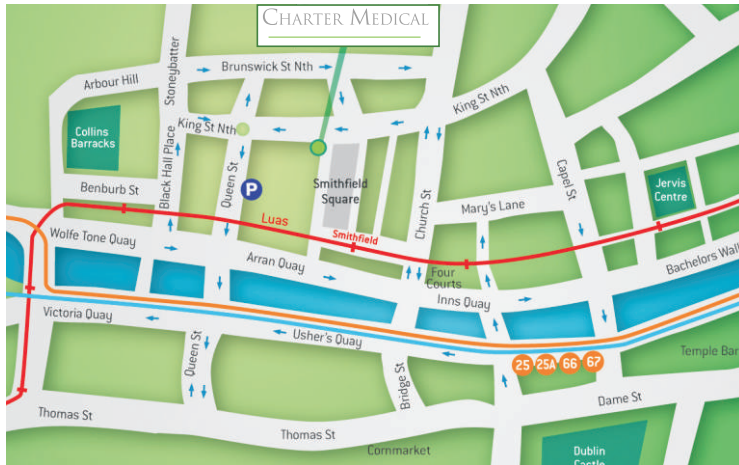 CHARTER MEDICAL
Stoneybatter
Brunswick St Nth
Arbour Hill
King St Nth
King St Nth
Collins
Barracks
Black Hall Place
Queen St
P
Smithfield
Square
Church St
Capel St
Jervis
Centre
Benburb St
Mary's Lane
Luas
Smithfield
Wolfe Tone Quay
Arran Quay
Four
Courts
Inns Quay
Bachelors Wal
Victoria Quay
Usher's Quay
Queen St
Bridge St
25
25A
66
67
Temple Bar
Dame St
Thomas St
Thomas St
Cornmarket
Dublin
Castle